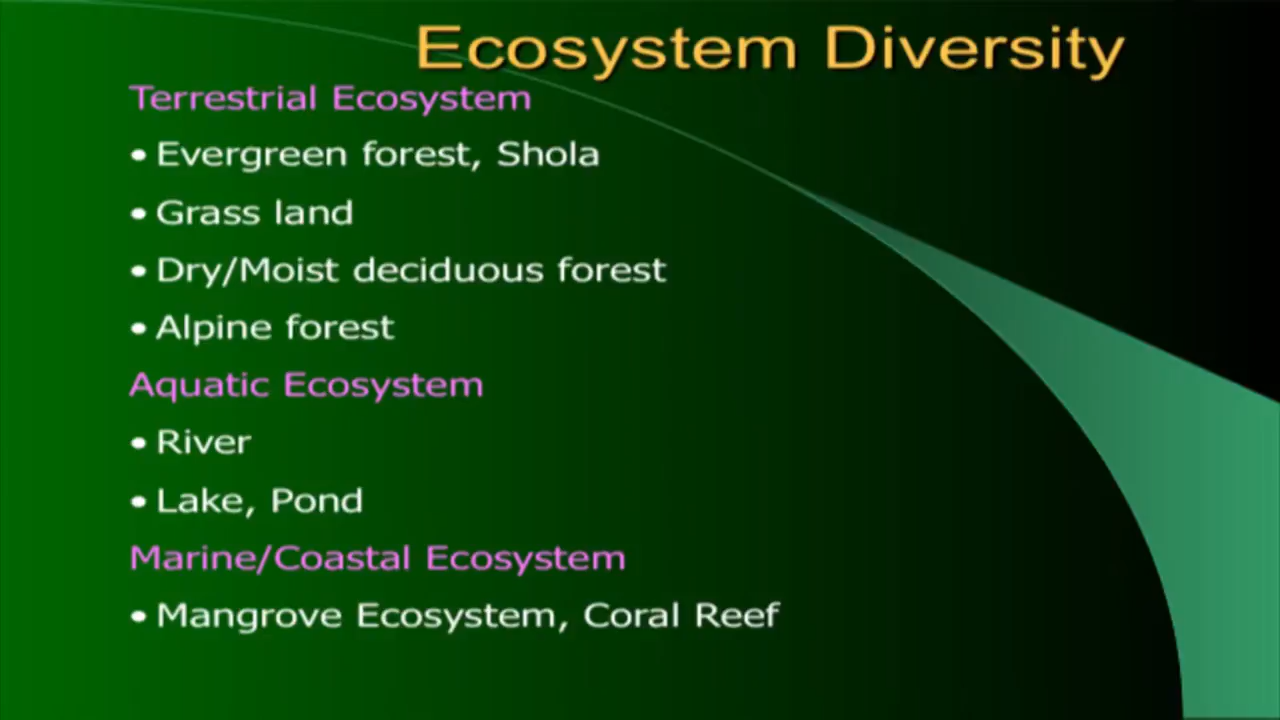 Ecosystem Diversity
Terrestrial Ecosystem
• Evergreen forest, Shola
• Grass land
• Dry/Moist deciduous forest
• Alpine forest
Aquatic Ecosystem
• River
• Lake, Pond
Marine/Coastal Ecosystem
• Mangrove Ecosystem, Coral Reef